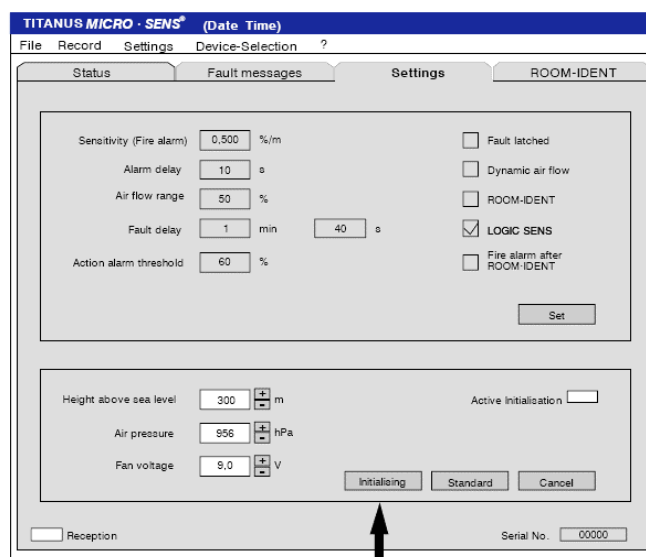 TITANUS MICRO · SENS® (Date Time)
File Record Settings Device-Selection ?
Status Fault messages Settings ROOM-IDENT
Sensitivity (Fire alarm) 0,500 %/m Fault latched
Alarm delay 10 s Dynamic air flow
Air flow range 50 % ROOM-IDENT
Fault delay 1 min 40 s LOGIC SENS
Action alarm threshold 60 % Fire alarm after
ROOM-IDENT
Set
Height above sea level 300 + - m Active Initialisation
Air pressure 956 + - hPa
Fan voltage 9,0 + - V
Initialising Standard Cancel
Reception Serial No. 00000